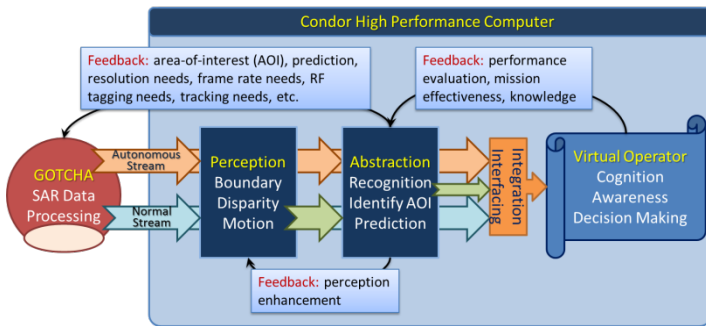 Condor High Performance Computer
Feedback: area-of-interest (AOI), prediction,
resolution needs, frame rate needs, RF
tagging needs, tracking needs, etc.
Feedback: performance
evaluation, mission
effectiveness, knowledge
GOTCHA
SAR Data
Processing
Autonomous
Stream
Normal
Stream
Perception
Boundary
Disparity
Motion
Abstraction
Recognition
Identify AOI
Prediction
Integration
Interfacing
Virtual Operator
Cognition
Awareness
Decision Making
Feedback: perception
enhancement